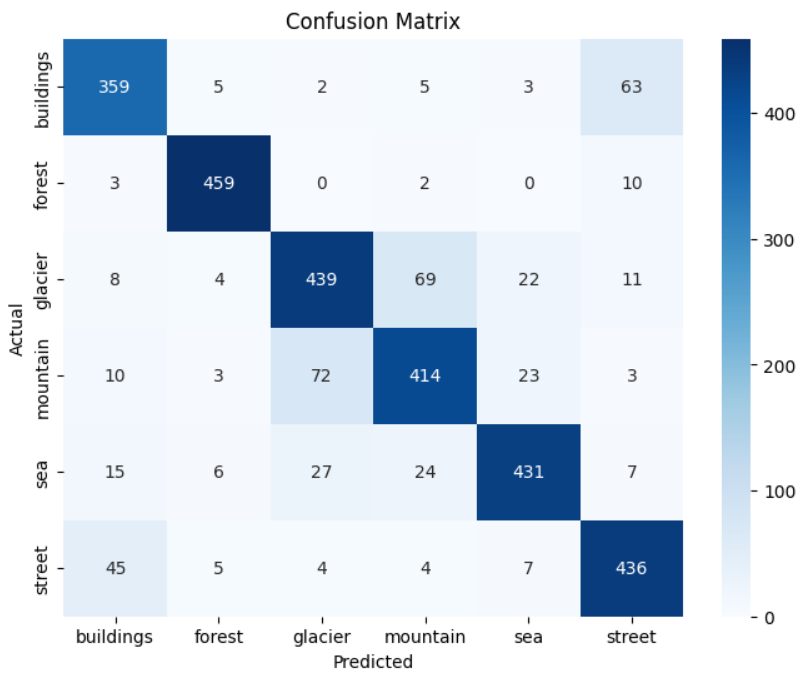 Confusion Matrix
buildings 359 5 2 5 3 63
forest 3 459 0 2 0 10
glacier 8 4 439 69 22 11
mountain 10 3 72 414 23 3
sea 15 6 27 24 431 7
street 45 5 4 4 7 436
buildings forest glacier mountain sea street
Predicted
Actual
400
300
200
100
0